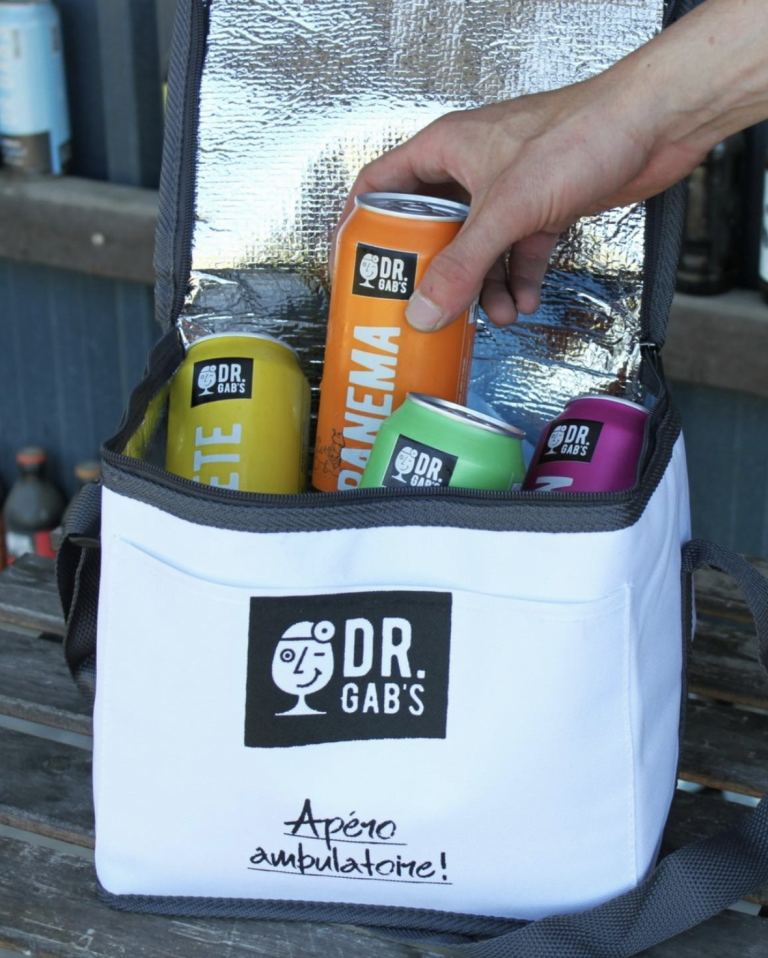 DR.
GAB'S
PANEMA
DR.
GAB'S
ETE
DR.
GAB'S
DR.
GAB'S
N
DR.
GAB'S
Apéro
ambulatoire!